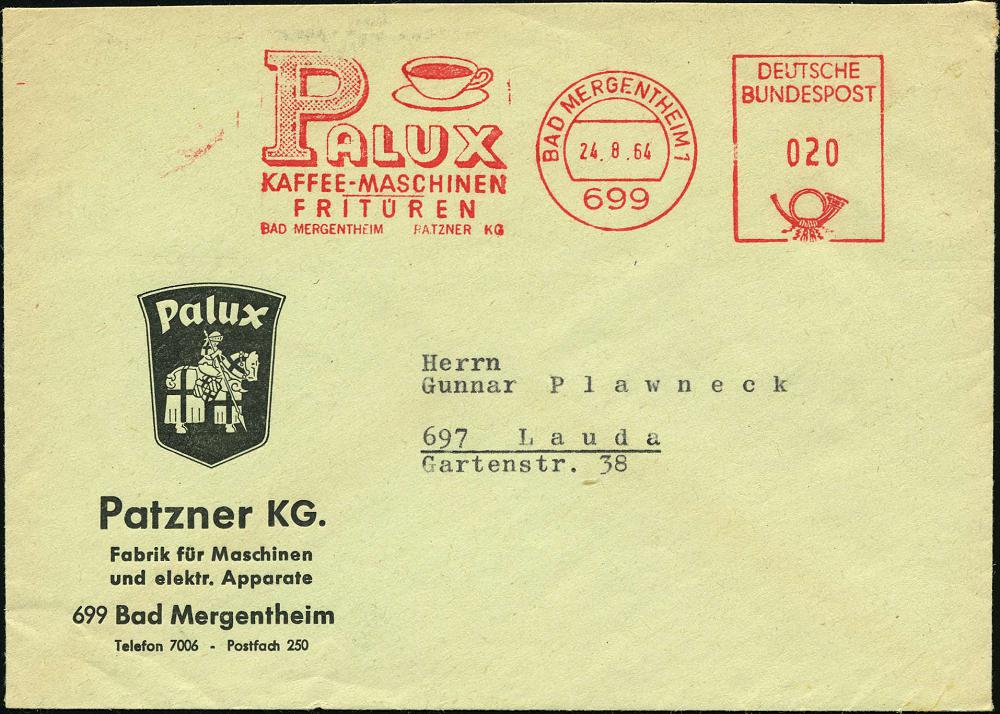 PALUX
KAFFEE-MASCHINEN
FRITÜREN
BAD MERGENTHEIM PATZNER KG
BAD MERGENTHEIM 1
24. 8. 64
699
DEUTSCHE
BUNDESPOST
020
Palux
Patzner KG.
Fabrik für Maschinen
und elektr. Apparate
699 Bad Mergentheim
Telefon 7006 - Postfach 250
Herrn
Gunnar Plawneck
697 Lauda
Gartenstr. 38